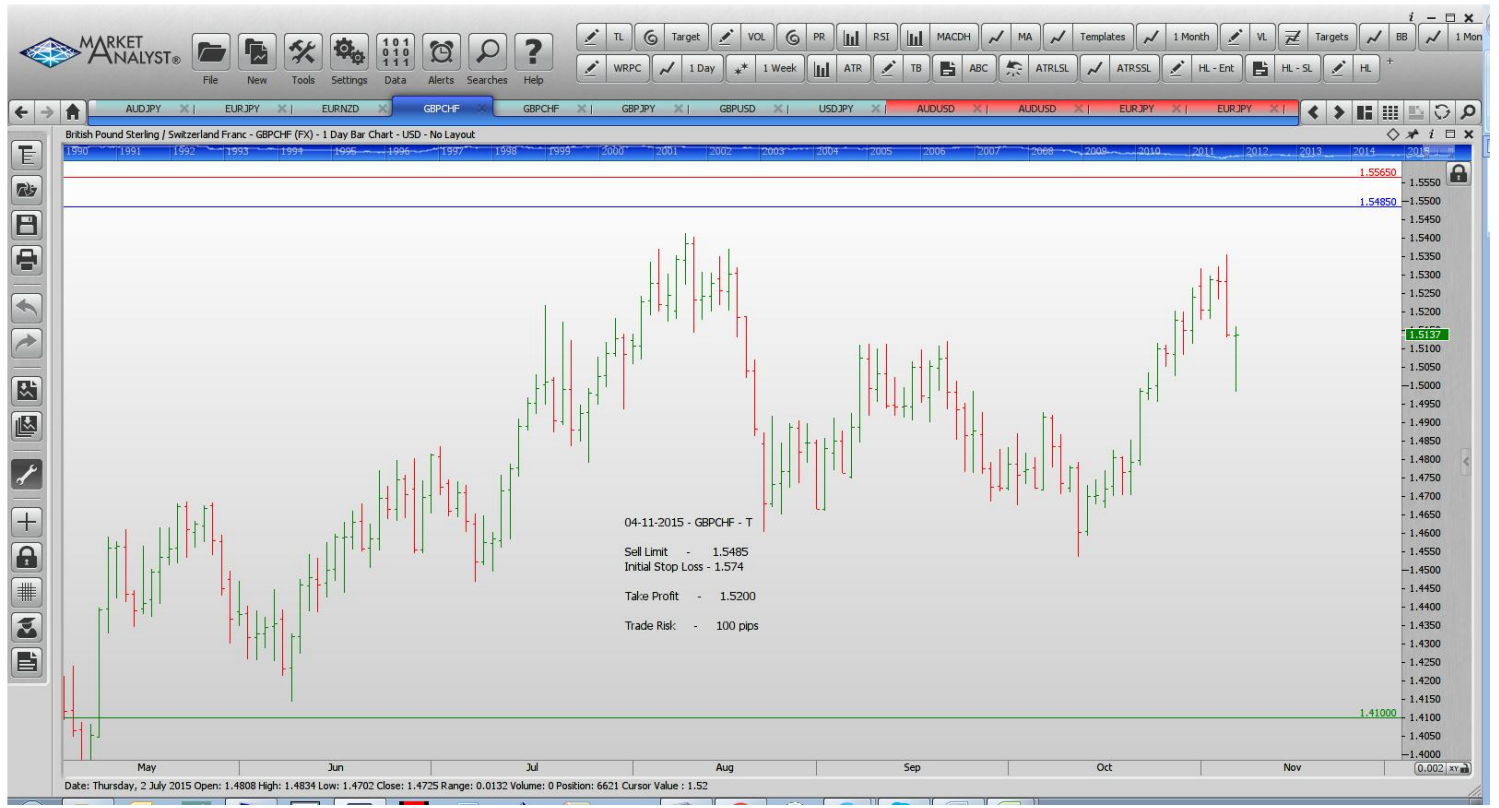 i
MARKET
ANALYST®
File New Tools Settings Data Alerts Searches Help
TL Target VOL PR RSI MACDH MA Templates 1 Month VL Targets BB 1 Mon
WRPC 1 Day 1 Week ATR TB ABC ATRLSL ATRSSL HL - Ent HL - SL HL +
AUDJPY EURJPY EURNZD GBPCHF GBPCHF GBPJPY GBPUSD USDJPY AUDUSD AUDUSD EURJPY EURJPY
British Pound Sterling / Switzerland Franc - GBPCHF (FX) - 1 Day Bar Chart - USD - No Layout
1990 1991 1992 1993 1994 1995 1996 1997 1998 1999 2000 2001 2002 2003 2004 2005 2006 2007 2008 2009 2010 2011 2012 2013 2014 2015
1.55650
1.5550
1.54850
1.5500
1.5450
1.5400
1.5350
1.5300
1.5250
1.5200
1.5137
1.5100
1.5050
1.5000
1.4950
1.4900
1.4850
1.4800
1.4750
1.4700
1.4650
1.4600
1.4550
1.4500
1.4450
1.4400
1.4350
1.4300
1.4250
1.4200
1.4150
1.41000
1.4100
1.4050
1.4000
04-11-2015 - GBPCHF - T
Sell Limit - 1.5485
Initial Stop Loss - 1.574
Take Profit - 1.5200
Trade Risk - 100 pips
May Jun Jul Aug Sep Oct Nov
0.002 XY
Date: Thursday, 2 July 2015 Open: 1.4808 High: 1.4834 Low: 1.4702 Close: 1.4725 Range: 0.0132 Volume: 0 Position: 6621 Cursor Value : 1.52